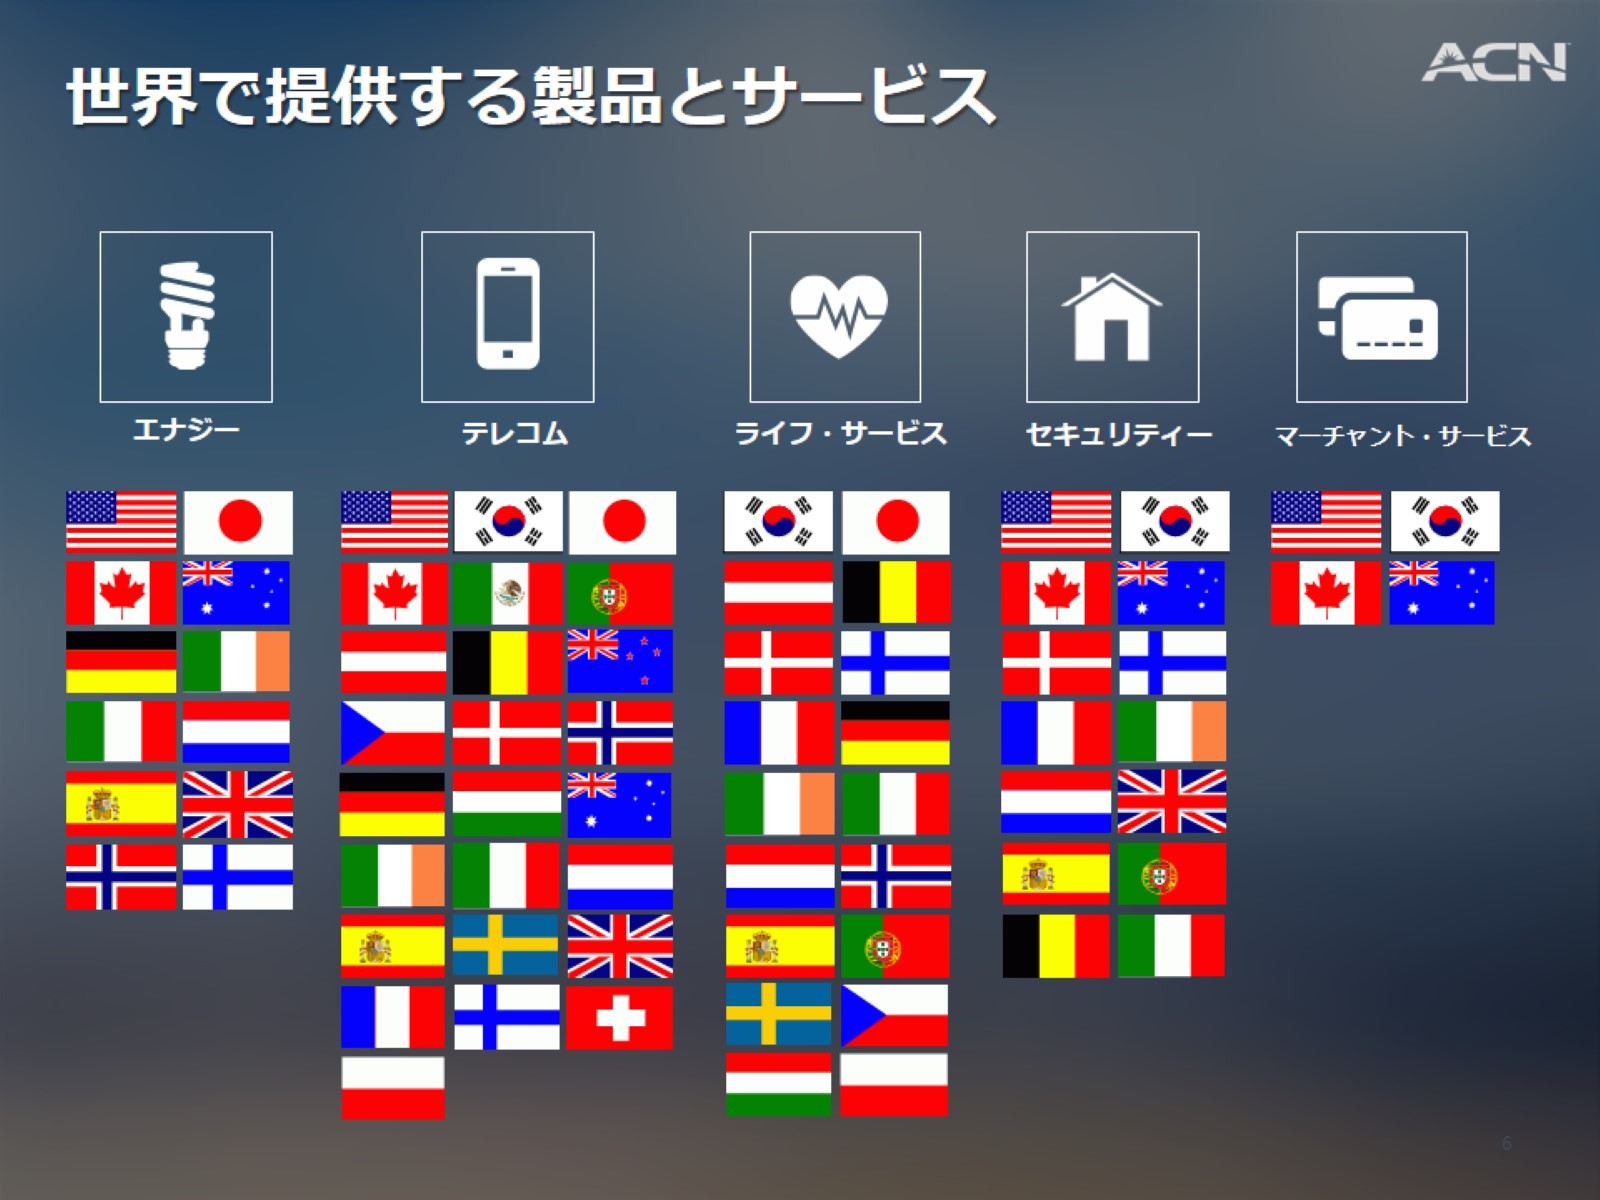 世界で提供する製品とサービス
ACN
エナジー
テレコム
ライフ・サービス
セキュリティー
マーチャント・サービス
6